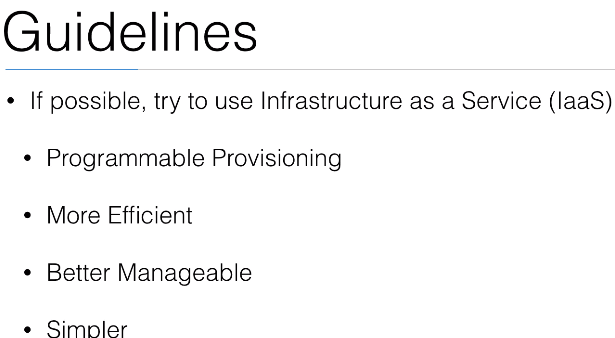 Guidelines
• If possible, try to use Infrastructure as a Service (IaaS)
• Programmable Provisioning
• More Efficient
• Better Manageable
• Simpler